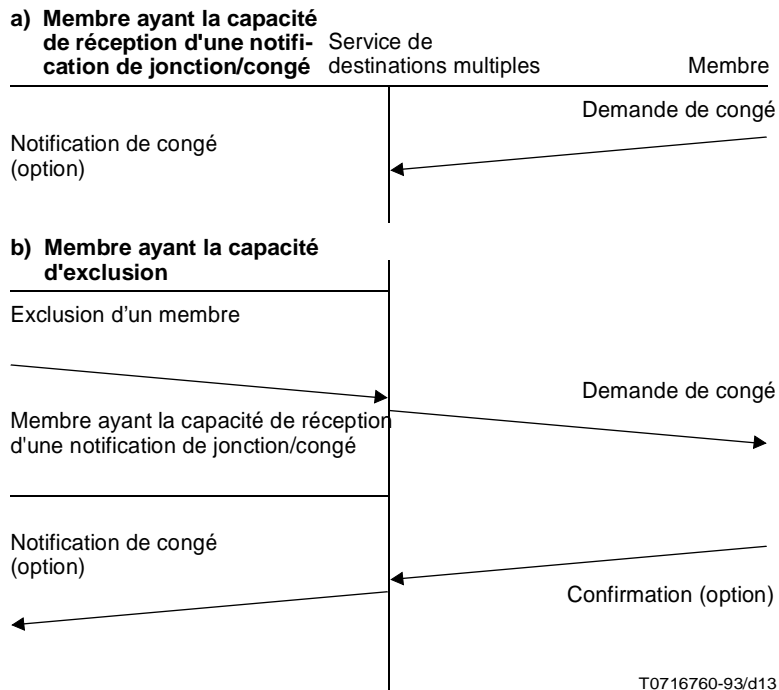 a) Membre ayant la capacité
de réception d'une notifi-
cation de jonction/congé
Service de
destinations multiples
Membre
Demande de congé
Notification de congé
(option)
b) Membre ayant la capacité
d'exclusion
Exclusion d’un membre
Demande de congé
Membre ayant la capacité de réception
d'une notification de jonction/congé
Notification de congé
(option)
Confirmation (option)
T0716760-93/d13